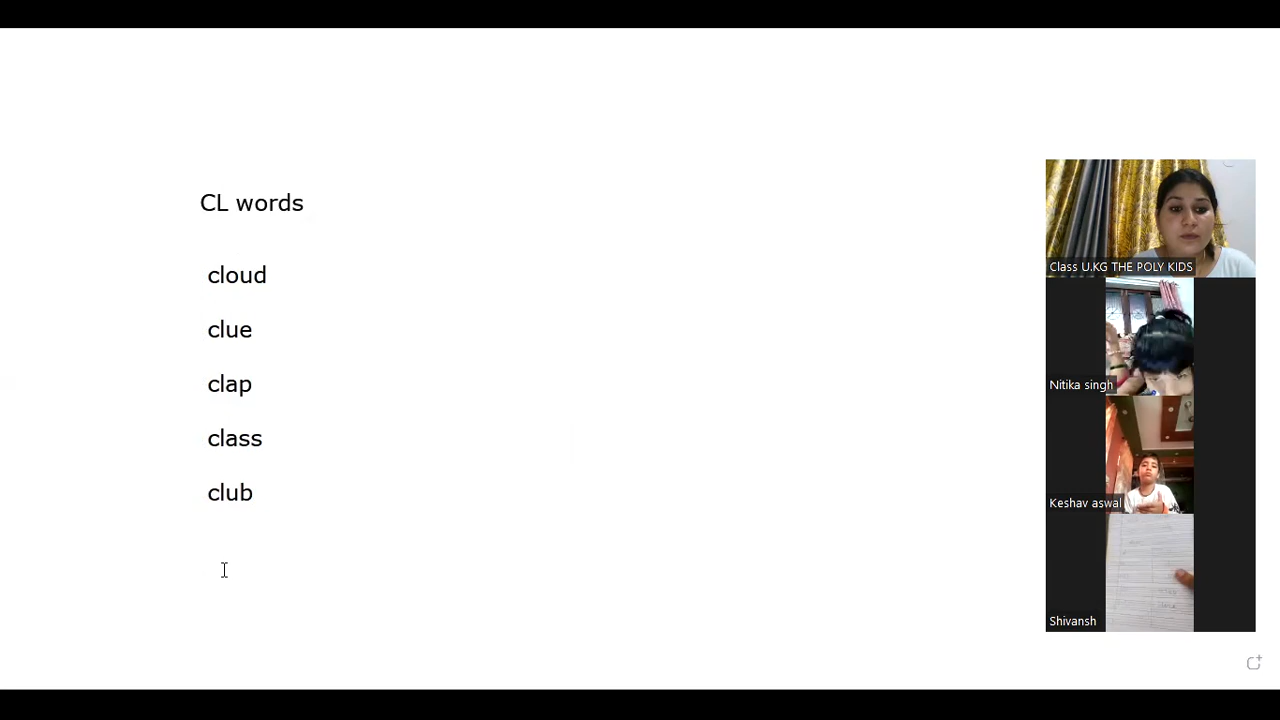 CL words
cloud
clue
clap
class
club
Class U.KG THE POLY KIDS
Nitika singh
Keshav aswal
Shivansh